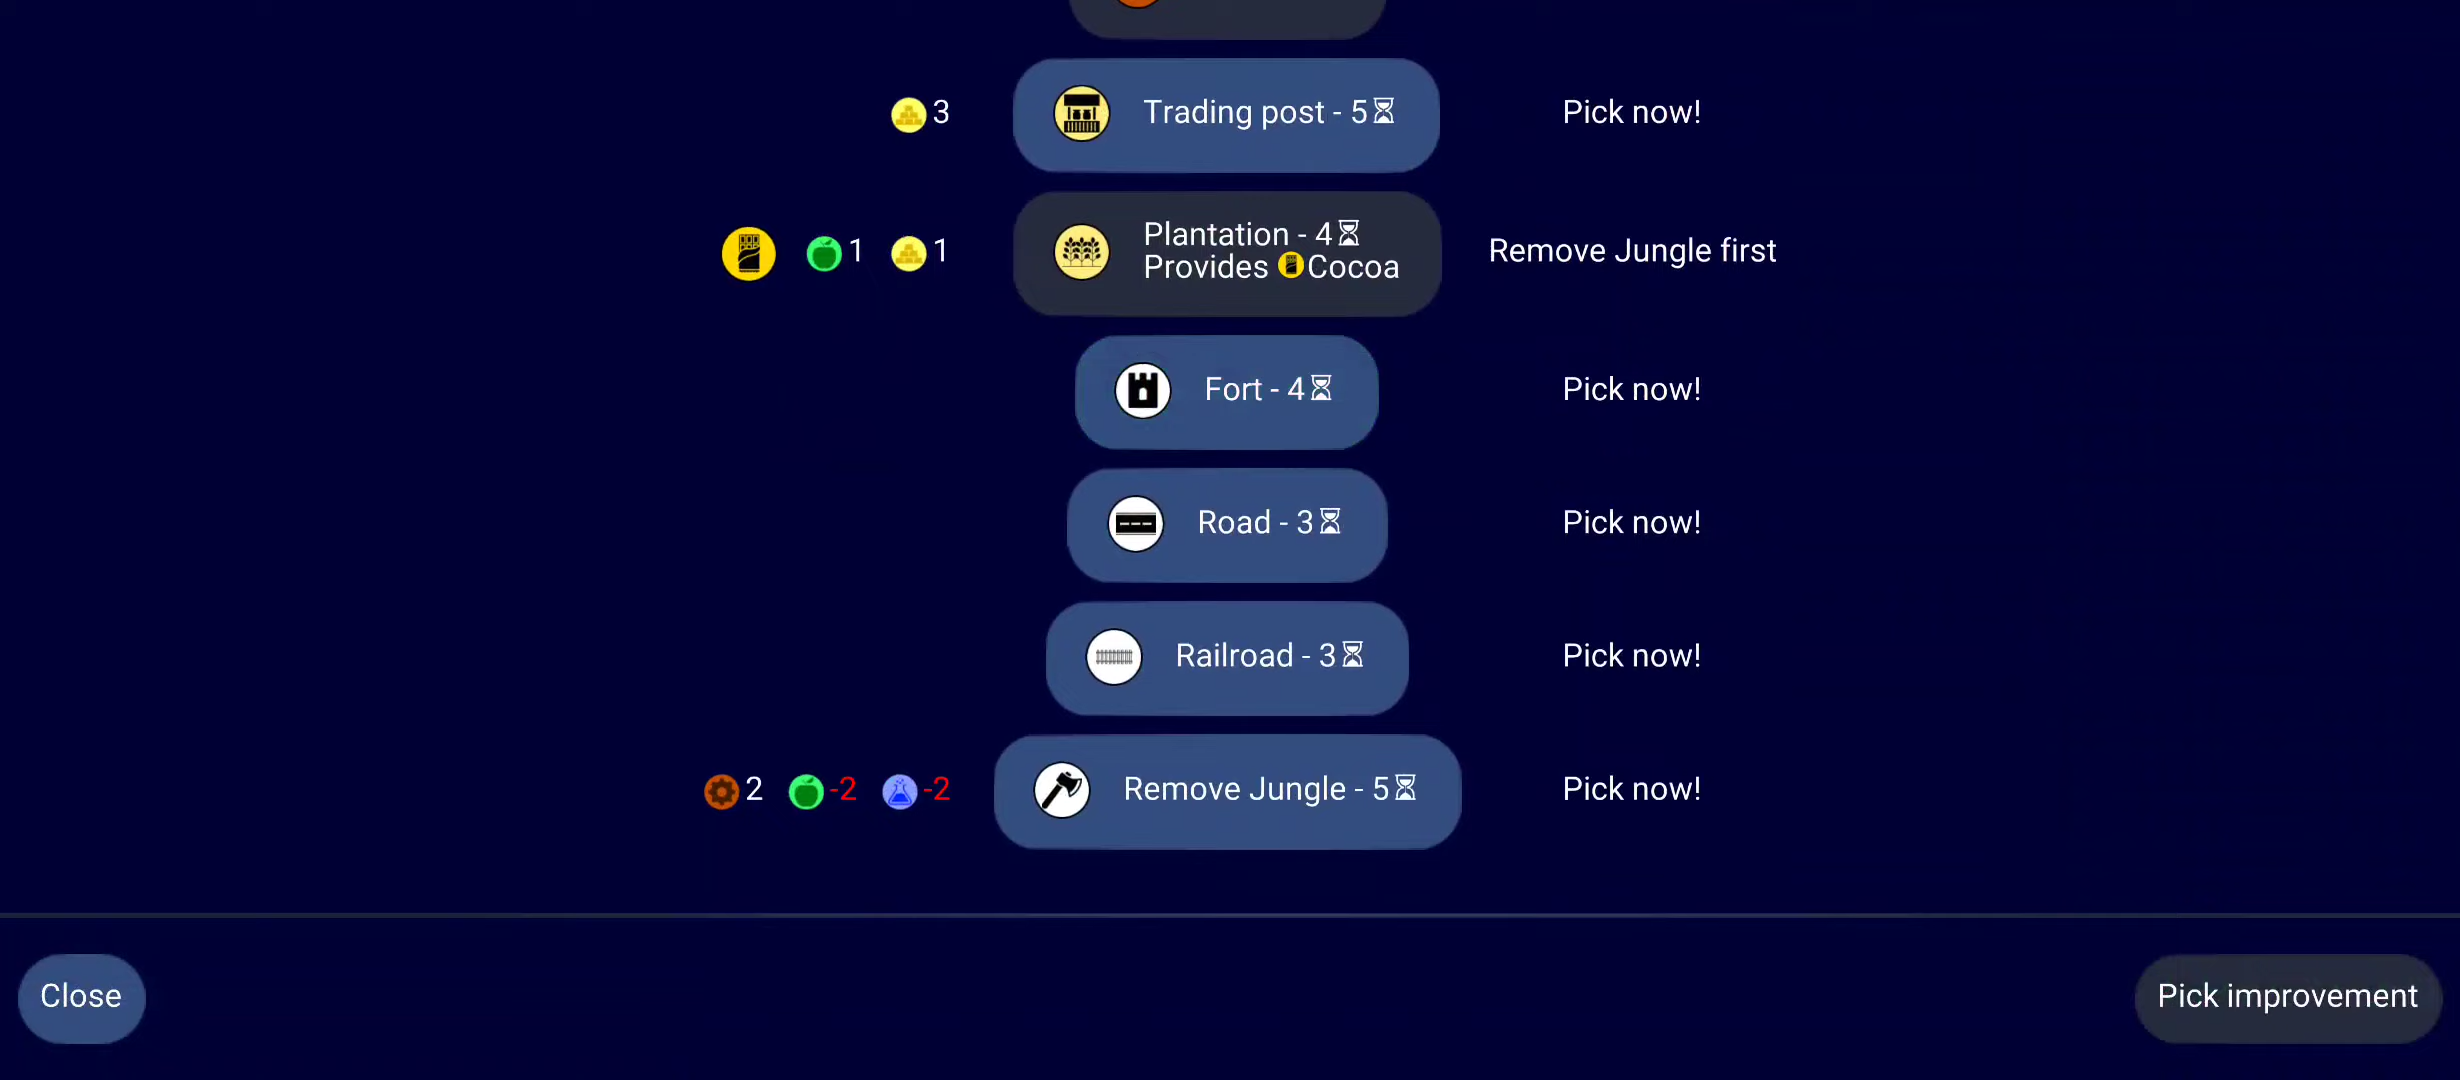 3 Trading post - 5⏳ Pick now!
1 1 Plantation - 4⏳
Provides Cocoa
Remove Jungle first
Fort - 4⏳ Pick now!
Road - 3⏳ Pick now!
Railroad - 3⏳ Pick now!
2 -2 -2 Remove Jungle - 5⏳ Pick now!
Close Pick improvement